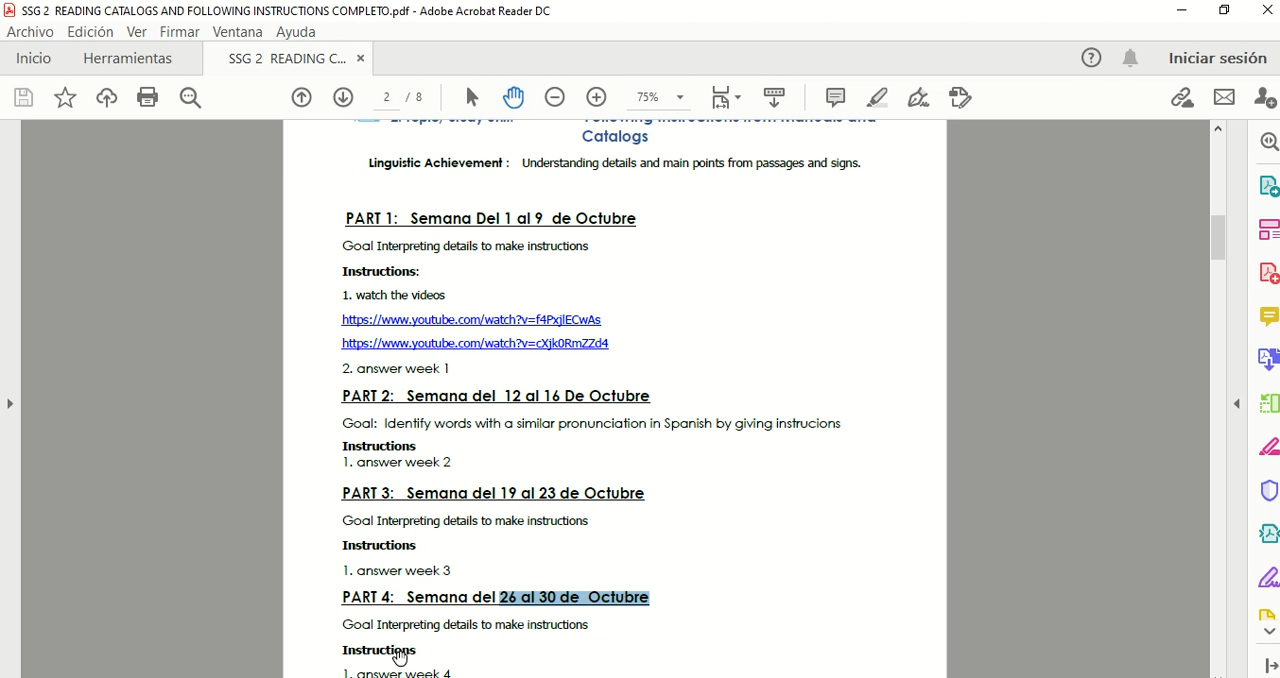 SSG 2 READING CATALOGS AND FOLLOWING INSTRUCTIONS COMPLETO.pdf - Adobe Acrobat Reader DC
Archivo Edición Ver Firmar Ventana Ayuda
Inicio Herramientas SSG 2 READING C... × Iniciar sesión
2 / 8 75%
Catalogs
Linguistic Achievement : Understanding details and main points from passages and signs.
PART 1: Semana Del 1 al 9 de Octubre
Goal Interpreting details to make instructions
Instructions:
1. watch the videos
https://www.youtube.com/watch?v=f4PxjlECwAs
https://www.youtube.com/watch?v=cXjk0RmZZd4
2. answer week 1
PART 2: Semana del 12 al 16 De Octubre
Goal: Identify words with a similar pronunciation in Spanish by giving instrucions
Instructions
1. answer week 2
PART 3: Semana del 19 al 23 de Octubre
Goal Interpreting details to make instructions
Instructions
1. answer week 3
PART 4: Semana del 26 al 30 de Octubre
Goal Interpreting details to make instructions
Instructions
1. answer week 4